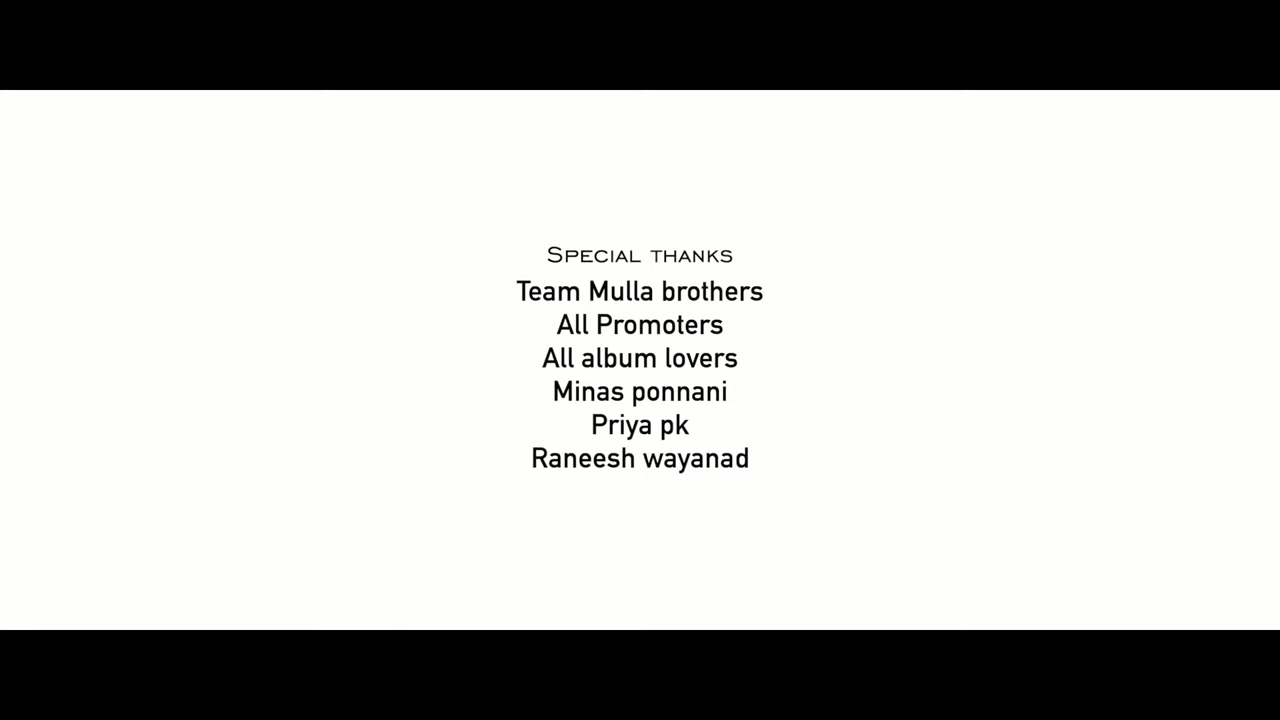 Special thanks
Team Mulla brothers
All Promoters
All album lovers
Minas ponnani
Priya pk
Raneesh wayanad